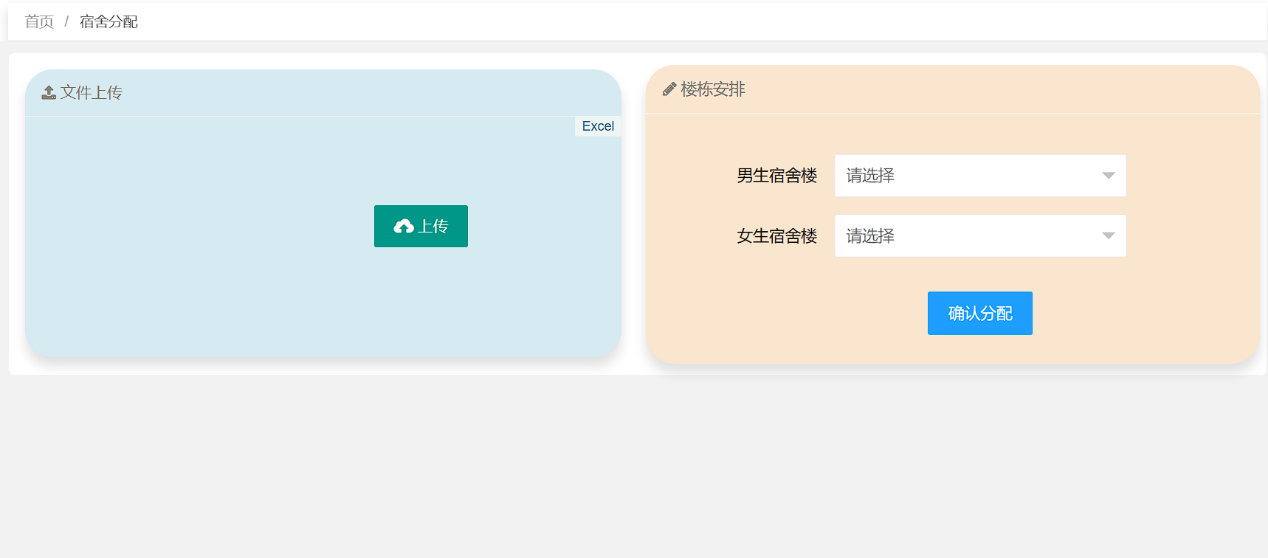 首页 / 宿舍分配
文件上传
Excel
上传
楼栋安排
男生宿舍楼 请选择
女生宿舍楼 请选择
确认分配